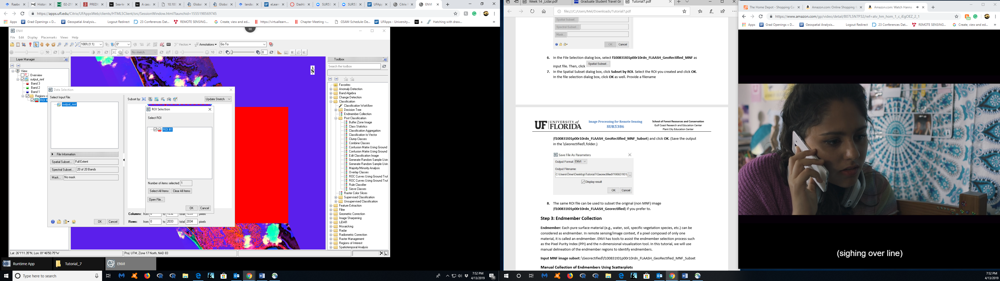 Raabe
Histori
02-211
PREDI
Sea-le
A casu
10.100
Global
Global
landsc
eLearn
Dashb
SUR53
SUR53
UFApp
Citrix R
ENVI
https://apps.ufl.edu/Citrix/UFAppsWeb/clients/HTML5Client/src/SessionWindow.html?launchid=1555198569745
Apps
Grad Openings » D...
Geospatial Analysis...
Logout Redirect
23 Conferences Dat...
REMOTE SENSING...
Create, view and ed...
https://virtuallearn...
Chapter Meeting –...
GSAW-Schedule-De...
UFApps - University...
a
Hatching with draw...
ENVI
File Edit Display Placemarks Views Help
100% (1:1)
0°
Vectors
Annotations
Go To
50
20
No stretch
10
0
Layer Manager
View
Overview
output_mnf
Band 3
Band 2
Band 1
Regions o
ROI #
N
Data Selection
Select Input File:
output_mnf
File Information
Spatial Subset... Full Extent
Spectral Subset... 20 of 20 Bands
Mask... No mask
OK Cancel
Subset by:
Update Stretch
ROI Selection
Select ROI
ROI #1
Number of items selected: 1
Select All Items Clear All Items
Open File...
OK Cancel
Columns: from 0 to 1232 total 1233 pixels
Rows: from 0 to 2033 total 2034 pixels
Toolbox
Search the toolbox
Favorites
Anomaly Detection
Band Algebra
Change Detection
Classification
Classification Workflow
Decision Tree
Endmember Collection
Post Classification
Buffer Zone Image
Class Statistics
Classification Aggregation
Classification to Vector
Clump Classes
Combine Classes
Confusion Matrix Using Ground
Confusion Matrix Using Ground
Edit Classification Image
Generate Random Sample Usin
Generate Random Sample Usin
Majority/Minority Analysis
Overlay Classes
ROC Curves Using Ground Trut
ROC Curves Using Ground Trut
Rule Classifier
Sieve Classes
Raster Color Slices
Supervised Classification
Unsupervised Classification
Feature Extraction
Filter
Geometric Correction
Image Sharpening
LiDAR
Mosaicking
Radar
Radiometric Correction
Raster Management
Regions of Interest
Spatiotemporal Analysis
Lat: 26°1'11.35"N, Lon: 81°46'50.75"W
Proj: UTM, Zone 17 North, NAD 83
Runtime App
Tutorial_7
ENVI
Type here to search
7:52 PM
4/13/2019
18
Week 14 _Lidar.pdf
Graduate Student Travel Gr
Tutorial7.pdf
file:///C:/Users/Mel/Downloads/Tutorial7.pdf
Spatial Subset...
Spectral Subset...
Mask...
OK Cancel
6. In the File Selection dialog box, select f100831t01p00r10rdn_FLAASH_GeoRectified_MNF as
input file. Then, click Spatial Subset...
7. In the Spatial Subset dialog box, click Subset by ROI. Select the ROI you created and click OK.
In the file selection dialog box, click OK as well. Provide a filename
UF UNIVERSITY of FLORIDA
Image Processing for Remote Sensing
SUR5386
School of Forest Resources and Conservation
Gulf Coast Research and Education Center
Plant City Education Center
(f100831t01p00r10rdn_FLAASH_GeoRectified_MNF_Subset) and click OK. (Save the output
in the \Georectified\ folder.)
Save File As Parameters
Output Format ENVI
Output Filename:
C:\Users\Omer\Desktop\Tutorial7\Georectified\f100831t01
Display result
OK Cancel
8. The same ROI file can be used to subset the original (non MNF) image
(f100831t01p00r10rdn_FLAASH_Georectified) if you prefer to.
Step 3: Endmember Collection
Endmember: Each pure surface material (e.g., water, soil, specific vegetation species, etc.) can be
considered as endmember. In remote sensing/image context, if a pixel composed of only one
material, it is called an endmember. ENVI has tools to assist the endmember selection process such
as the Pixel Purity Index (PPI) and the n-dimensional visualization tool. In this tutorial, we will use
manual delineation of the endmember regions to identify endmembers.
Input MNF image subset: \Georectified\f100831t01p00r10rdn_FLAASH_GeoRectified_MNF_Subset
Manual Collection of Endmembers Using Scatterplots
The Home Depot - Shopping Ca
Amazon.com: Online Shopping f
Amazon.com: Watch Hanna
https://www.amazon.com/gp/video/detail/B07L5N7P32/ref=atv_hm_hom_1_c_iEgOEZ_2_1
24
Apps
Grad Openings » D...
Geospatial Analysis...
Logout Redirect
23 Conferences Dat...
REMOTE SENSING...
Create, view and ed...
(sighing over line)
7:52 PM
4/13/2019